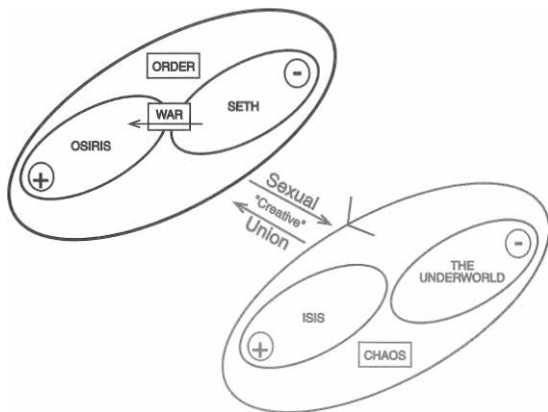 ORDER
-
WAR
SETH
OSIRIS
+
Sexual
"Creative"
Union
-
THE
UNDERWORLD
ISIS
+
CHAOS